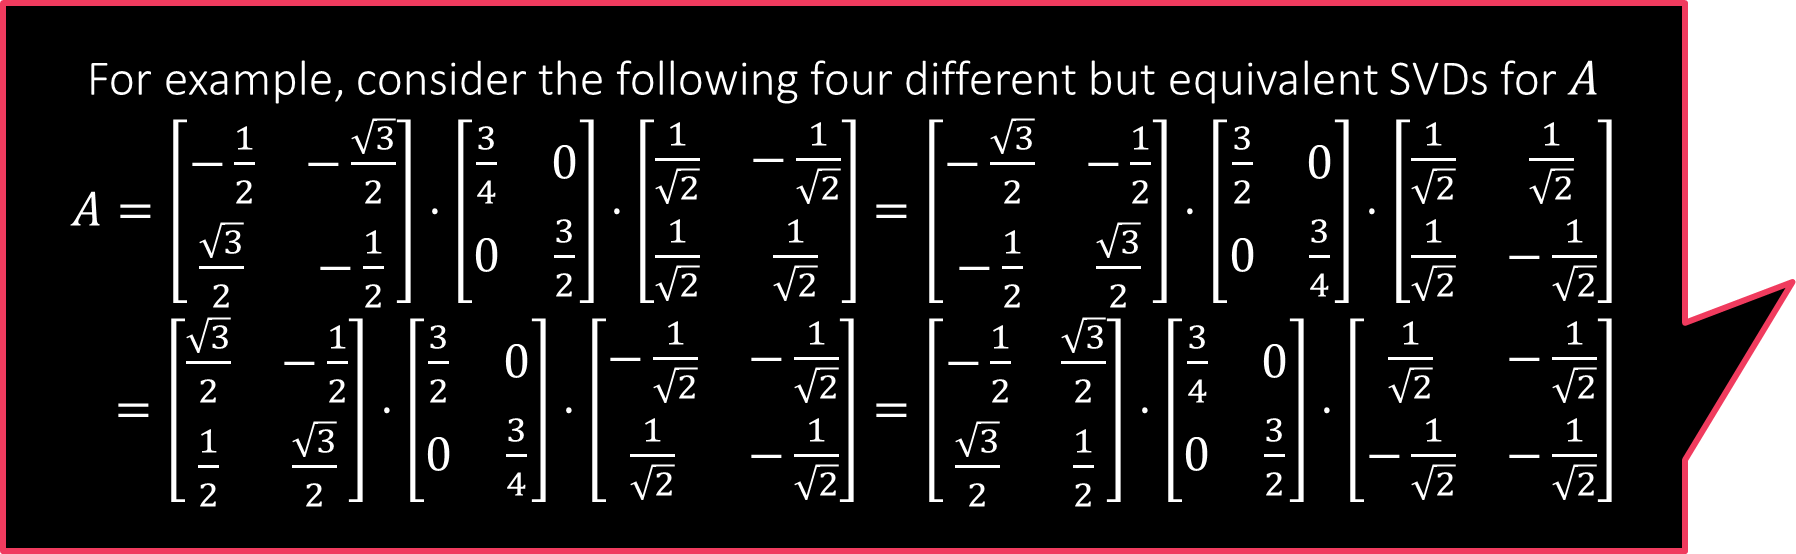 For example, consider the following four different but equivalent SVDs for A
A = [−1/2 −√3/2; √3/2 −1/2] · [3/4 0; 0 3/2] · [1/√2 −1/√2; 1/√2 1/√2] = [−√3/2 −1/2; −1/2 √3/2] · [3/2 0; 0 3/4] · [1/√2 1/√2; 1/√2 −1/√2]
= [√3/2 −1/2; 1/2 √3/2] · [3/2 0; 0 3/4] · [−1/√2 −1/√2; 1/√2 −1/√2] = [−1/2 √3/2; √3/2 1/2] · [3/4 0; 0 3/2] · [1/√2 −1/√2; −1/√2 −1/√2]